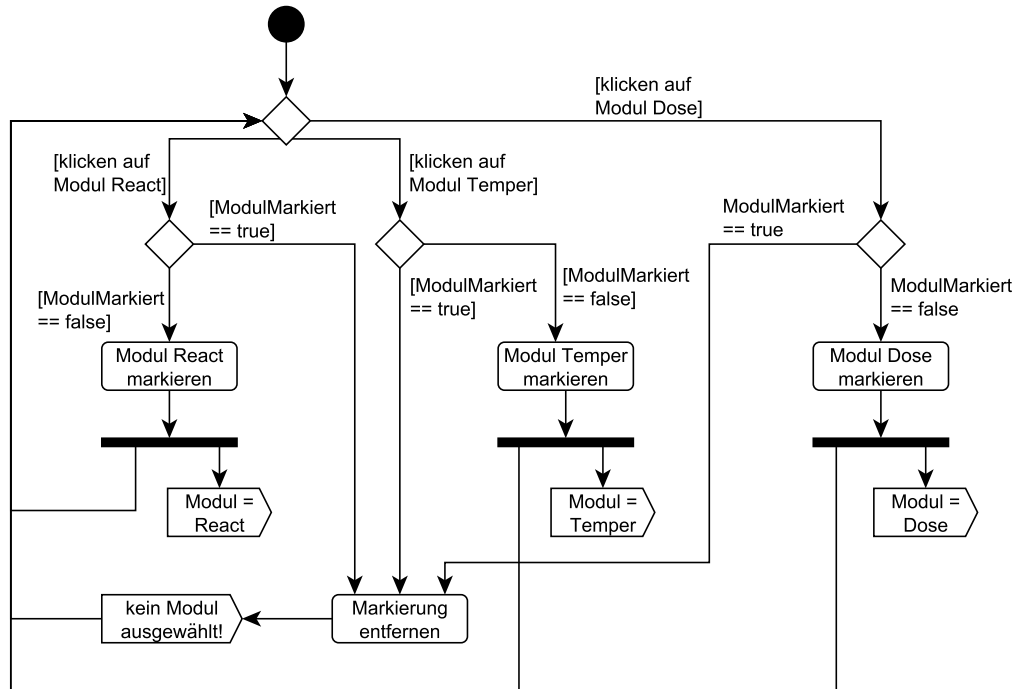 [klicken auf
Modul Dose]
[klicken auf
Modul React]
[klicken auf
Modul Temper]
[ModulMarkiert
== true]
ModulMarkiert
== true
[ModulMarkiert
== false]
[ModulMarkiert
== true]
[ModulMarkiert
== false]
ModulMarkiert
== false
Modul React
markieren
Modul Temper
markieren
Modul Dose
markieren
Modul =
React
Modul =
Temper
Modul =
Dose
kein Modul
ausgewählt!
Markierung
entfernen